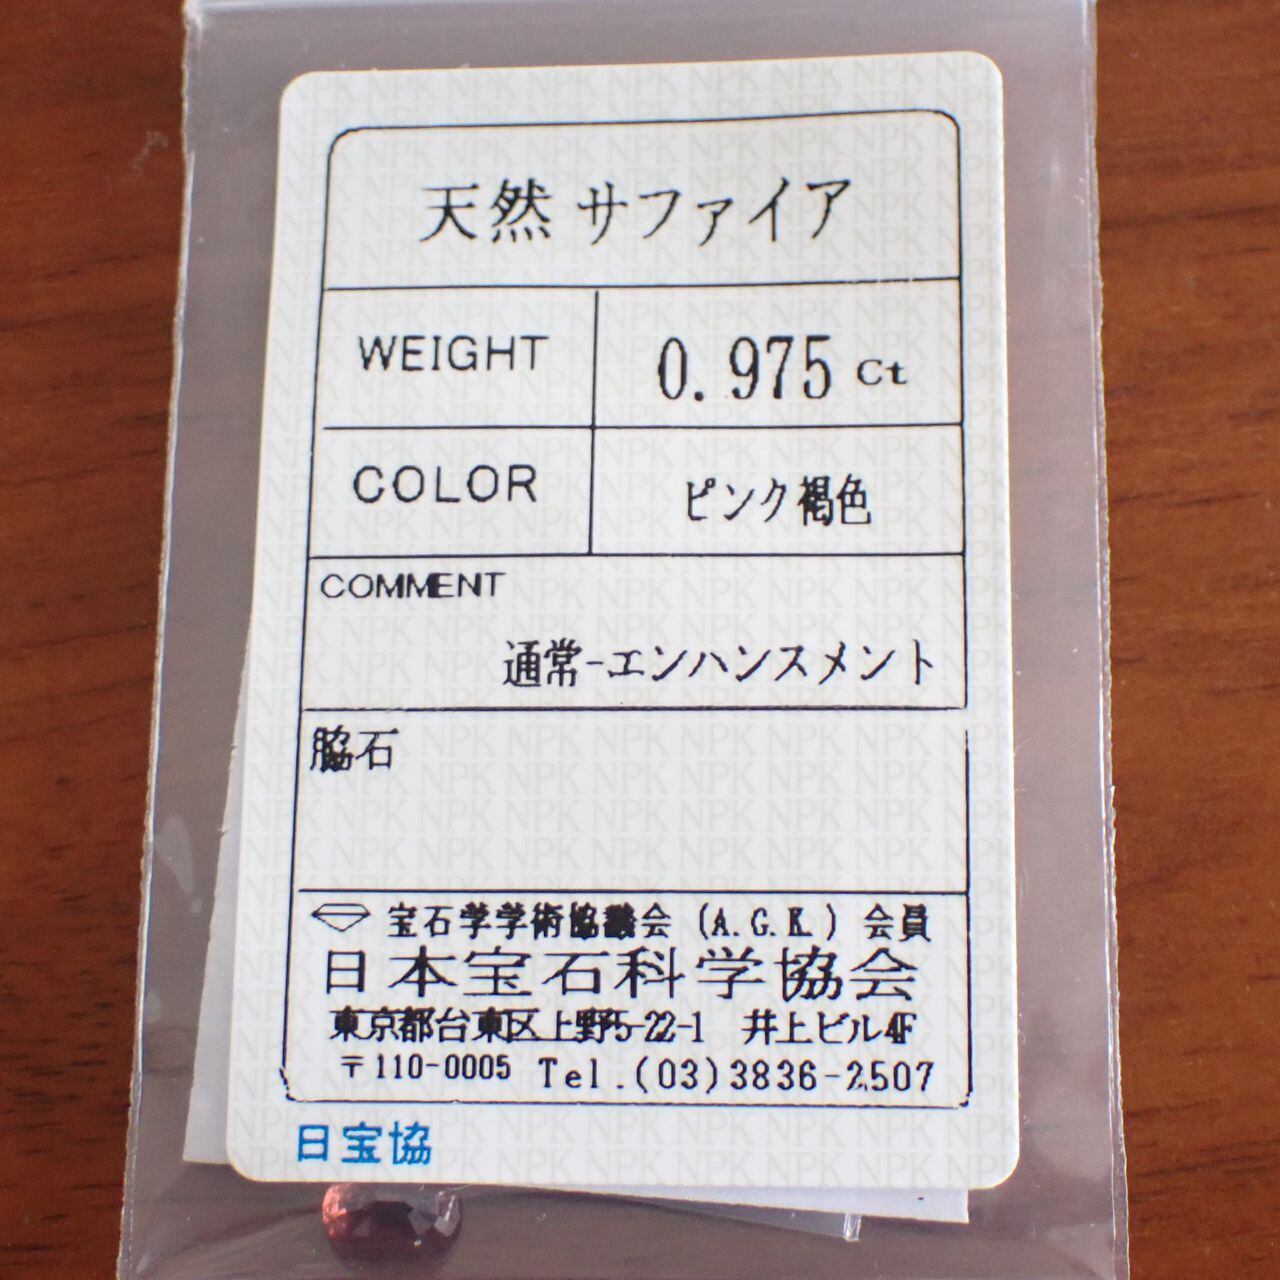 天然 サファイア
WEIGHT 0.975 ct
COLOR ピンク褐色
COMMENT
通常-エンハンスメント
脇石
宝石学学術協議会 (A.G.K.) 会員
日本宝石科学協会
東京都台東区上野5-22-1 井上ビル4F
〒110-0005 Tel.(03)3836-2507
日宝協